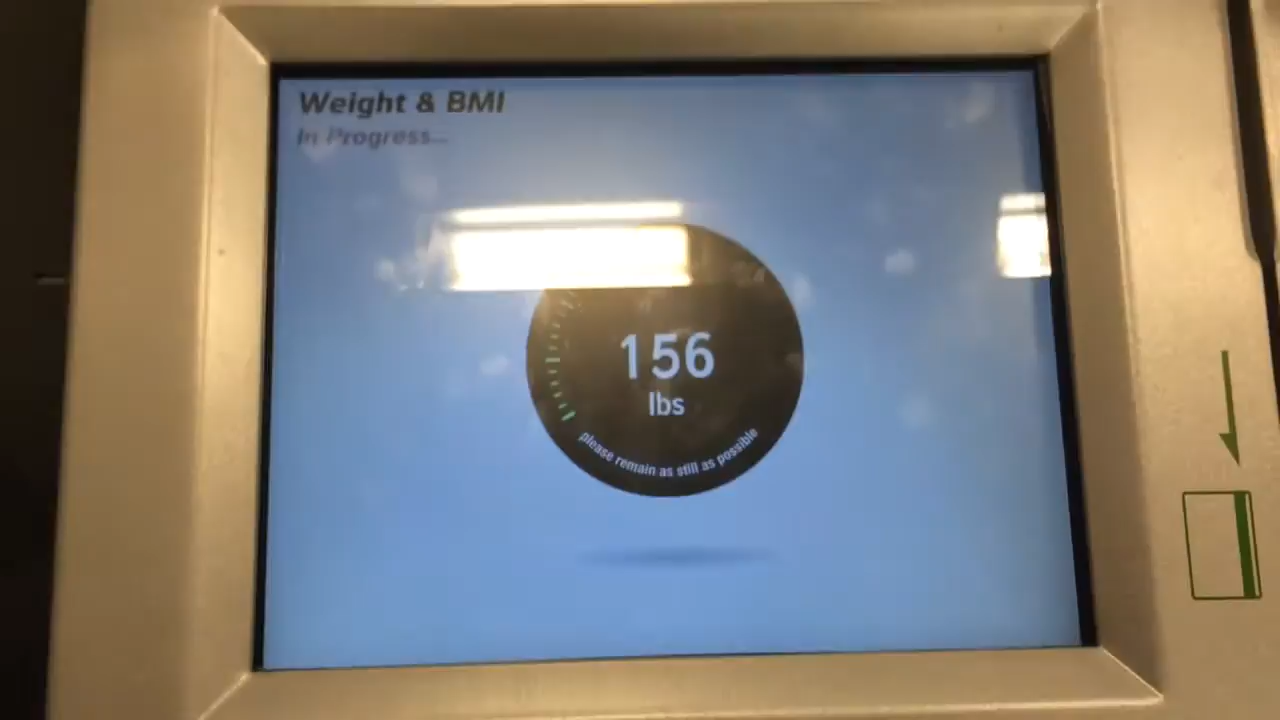 Weight & BMI
In Progress...
156
lbs
please remain as still as possible